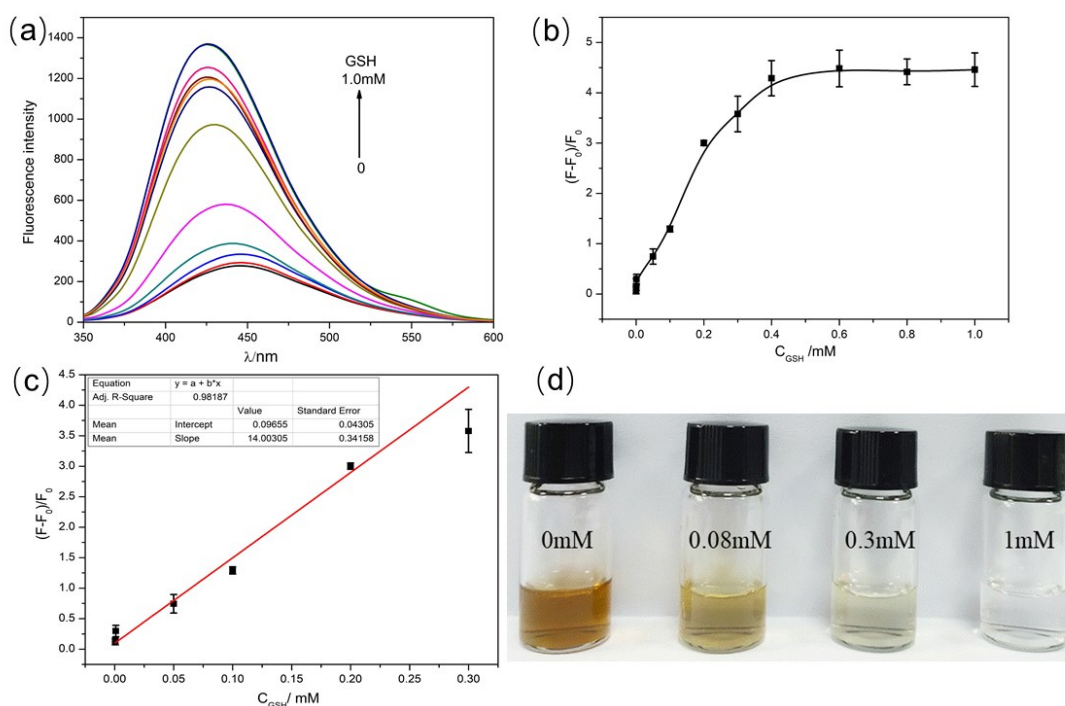 (a)
1400
1200
1000
800
600
400
200
0
Fluorescence intensity
GSH
1.0mM
0
350 400 450 500 550 600
λ/nm
(b)
5
4
3
2
1
0
(F-F₀)/F₀
0.0 0.2 0.4 0.6 0.8 1.0
C_GSH /mM
(c)
4.5
4.0
3.5
3.0
2.5
2.0
1.5
1.0
0.5
0.0
(F-F₀)/F₀
Equation y = a + b*x
Adj. R-Square 0.98187
Value Standard Error
Mean Intercept 0.09655 0.04305
Mean Slope 14.00305 0.34158
0.00 0.05 0.10 0.15 0.20 0.25 0.30
C_GSH/ mM
(d)
0mM 0.08mM 0.3mM 1mM